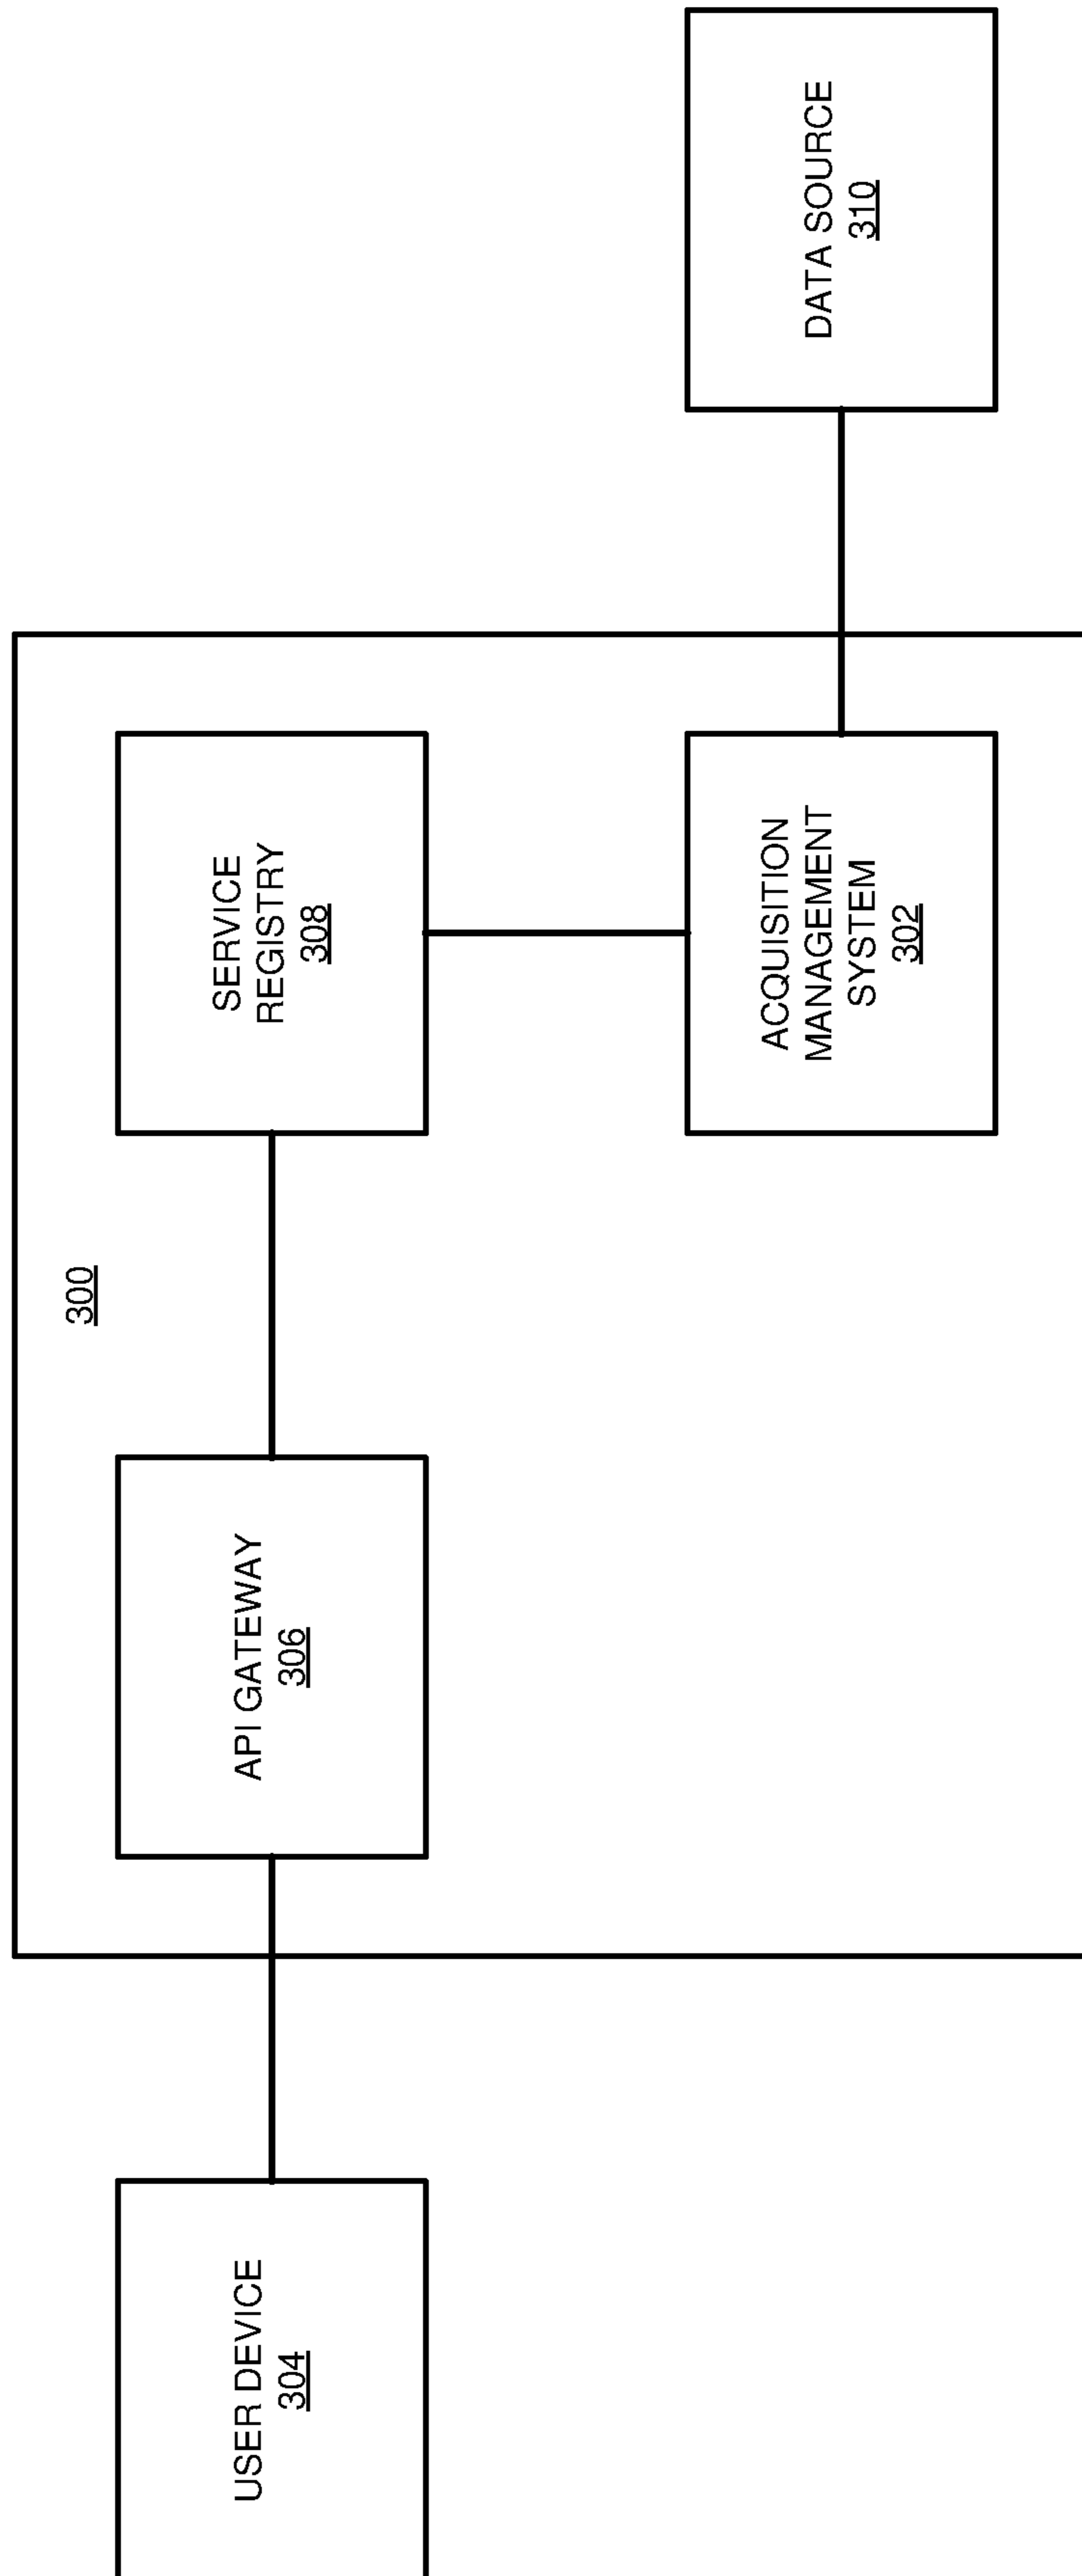 300
USER DEVICE
304
API GATEWAY
306
SERVICE
REGISTRY
308
ACQUISITION
MANAGEMENT
SYSTEM
302
DATA SOURCE
310